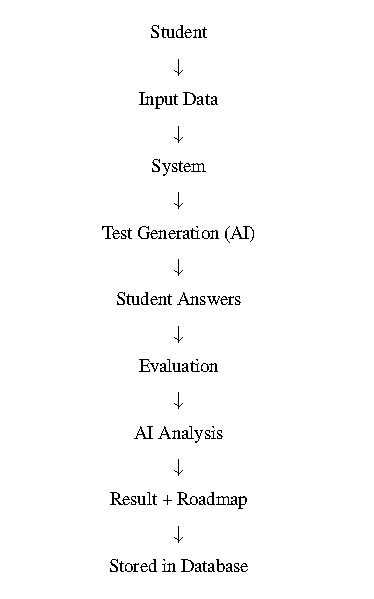 Student
↓
Input Data
↓
System
↓
Test Generation (AI)
↓
Student Answers
↓
Evaluation
↓
AI Analysis
↓
Result + Roadmap
↓
Stored in Database